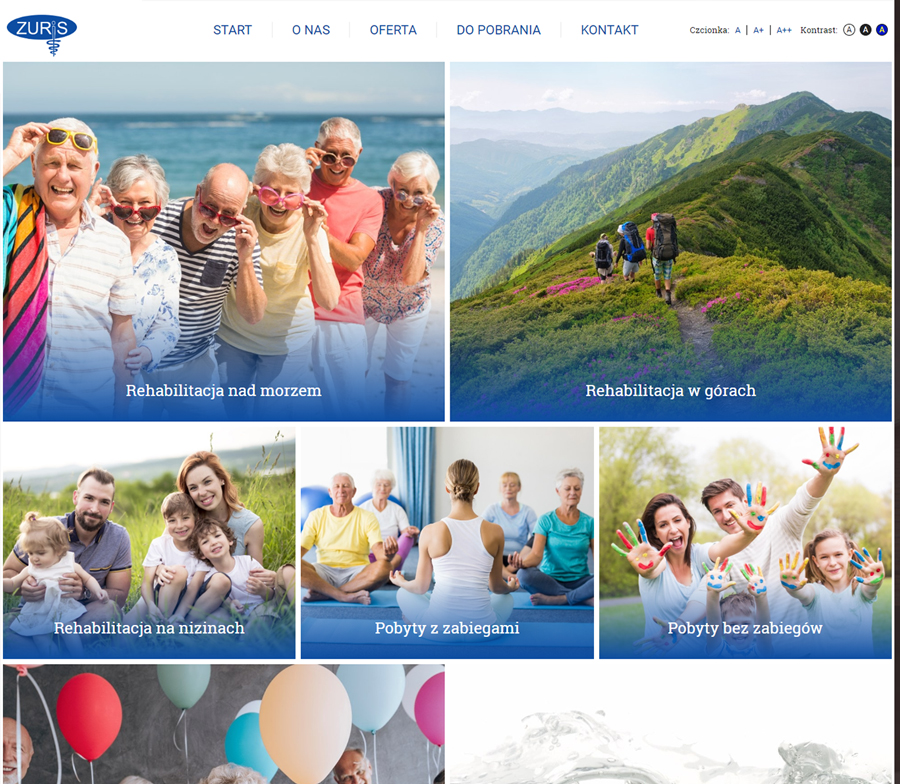 ZURiS
START
O NAS
OFERTA
DO POBRANIA
KONTAKT
Czcionka: A | A+ | A++ Kontrast: A A A
Rehabilitacja nad morzem
Rehabilitacja w górach
Rehabilitacja na nizinach
Pobyty z zabiegami
Pobyty bez zabiegów